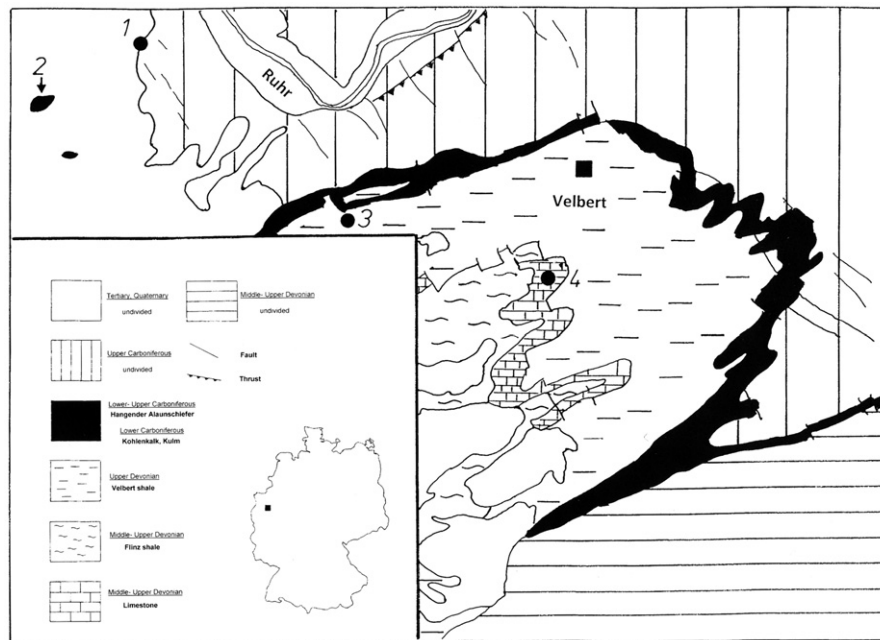 1
2
Ruhr
3
Velbert
4
Tertiary, Quaternary
undivided
Middle- Upper Devonian
undivided
Upper Carboniferous
undivided
Fault
Thrust
Lower- Upper Carboniferous
Hangender Alaunschiefer
Lower Carboniferous
Kohlenkalk, Kulm
Upper Devonian
Velbert shale
Middle- Upper Devonian
Flinz shale
Middle- Upper Devonian
Limestone